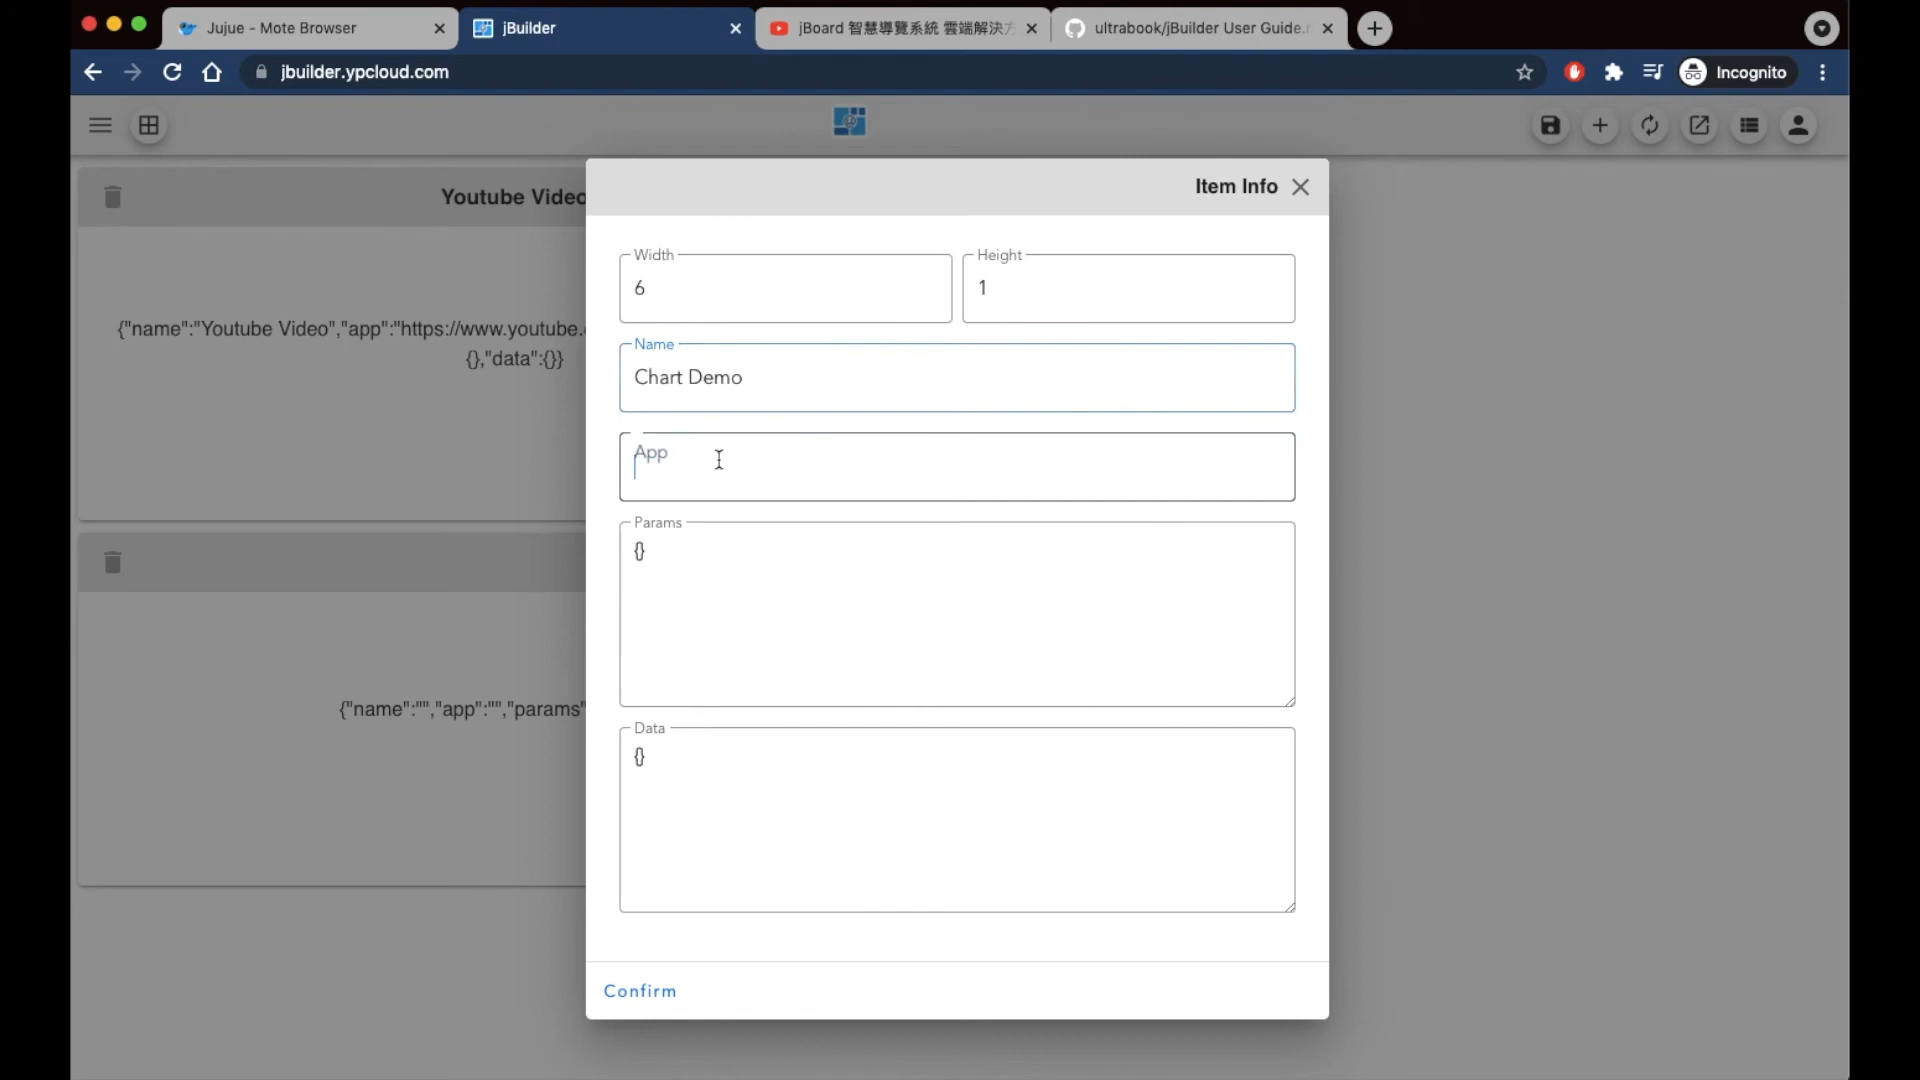 Jujue - Mote Browser
jBuilder
jBoard 智慧導覽系統 雲端解決方
ultrabook/jBuilder User Guide.
jbuilder.ypcloud.com
Incognito
Item Info
Youtube Video
Width
6
Height
1
Name
Chart Demo
{"name":"Youtube Video","app":"https://www.youtube.
{},"data":{}}
App
Params
{}
{"name":"","app":"","params"
Data
{}
Confirm